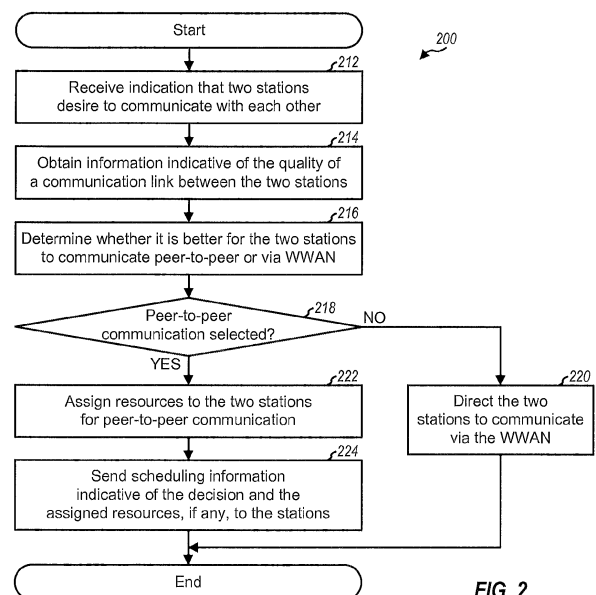 Start
200
212
Receive indication that two stations
desire to communicate with each other
214
Obtain information indicative of the quality of
a communication link between the two stations
216
Determine whether it is better for the two stations
to communicate peer-to-peer or via WWAN
218
Peer-to-peer
communication selected?
NO
YES
222
Assign resources to the two stations
for peer-to-peer communication
220
Direct the two
stations to communicate
via the WWAN
224
Send scheduling information
indicative of the decision and the
assigned resources, if any, to the stations
End
FIG. 2